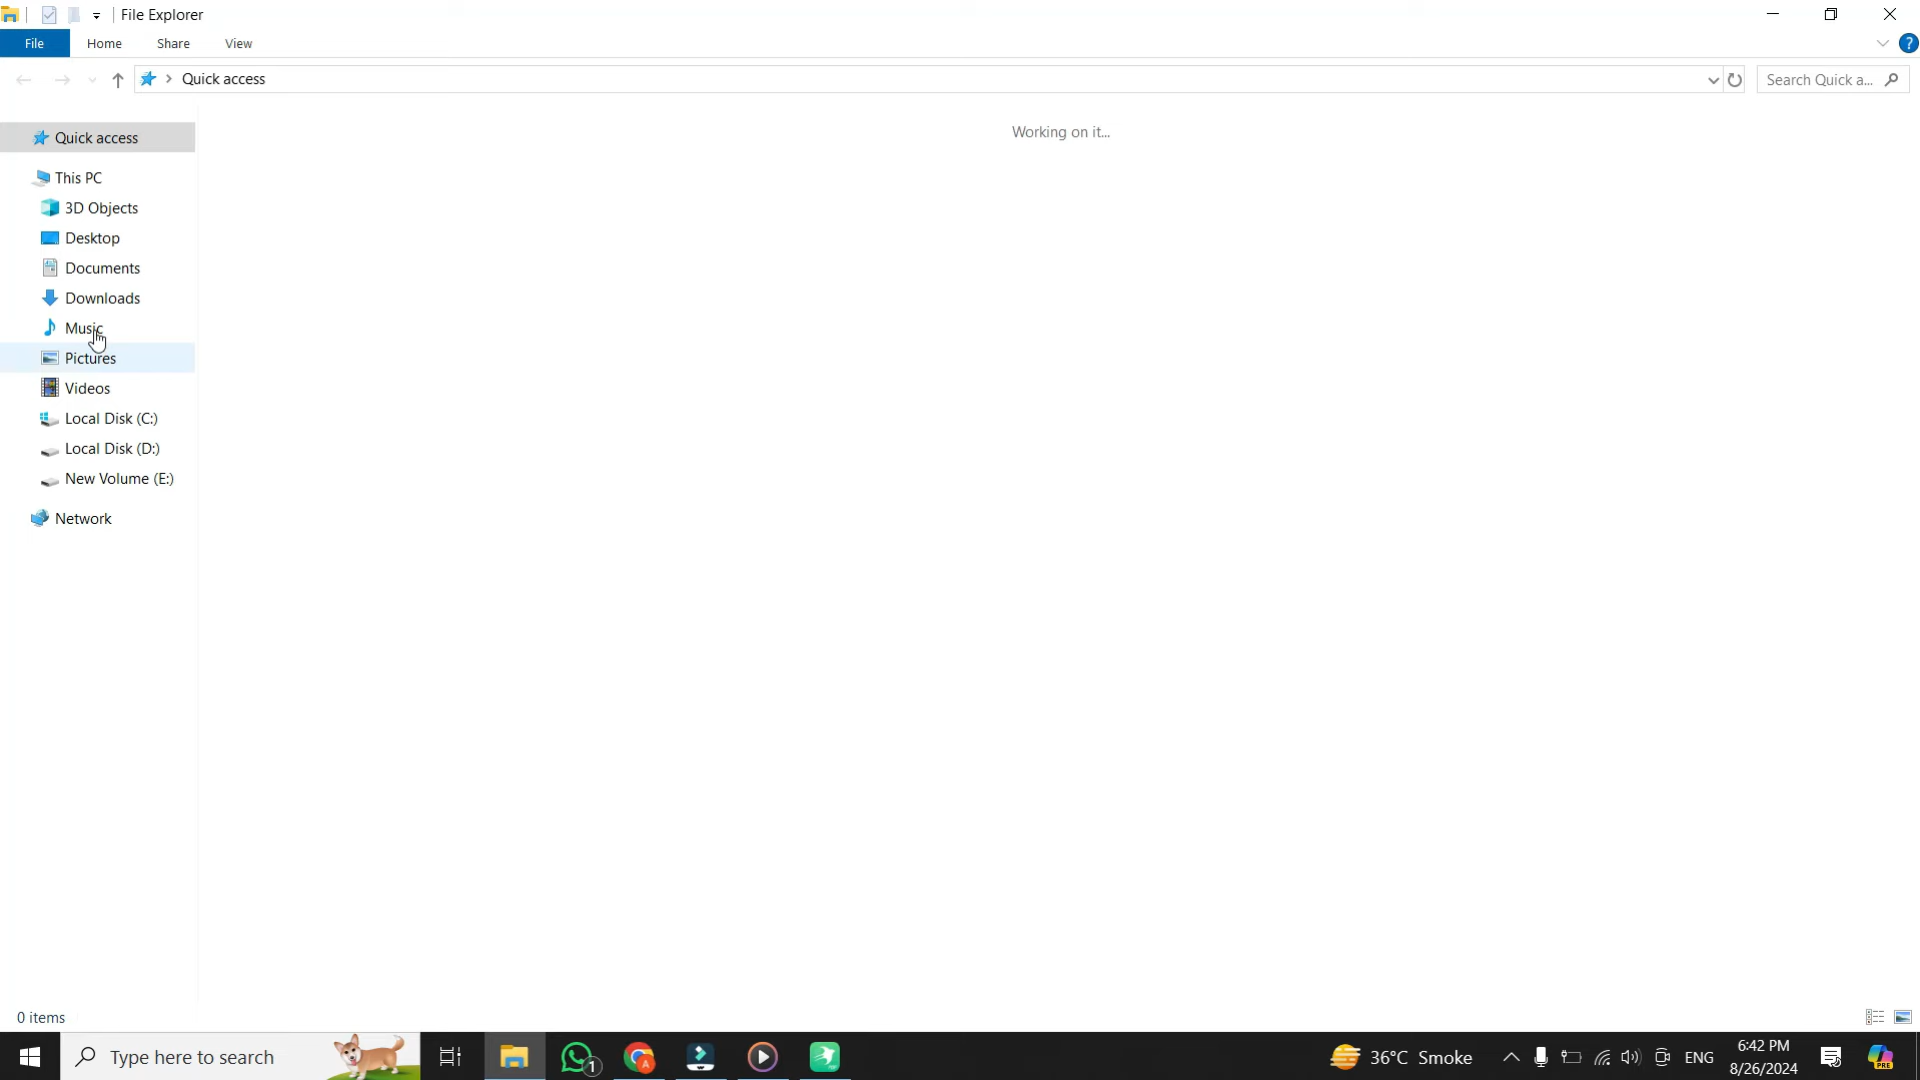 File Explorer
File Home Share View
Quick access
Search Quick a...
Working on it...
Quick access
This PC
3D Objects
Desktop
Documents
Downloads
Music
Pictures
Videos
Local Disk (C:)
Local Disk (D:)
New Volume (E:)
Network
0 items
Type here to search
1
A
36°C Smoke
ENG
6:42 PM
8/26/2024
PRE